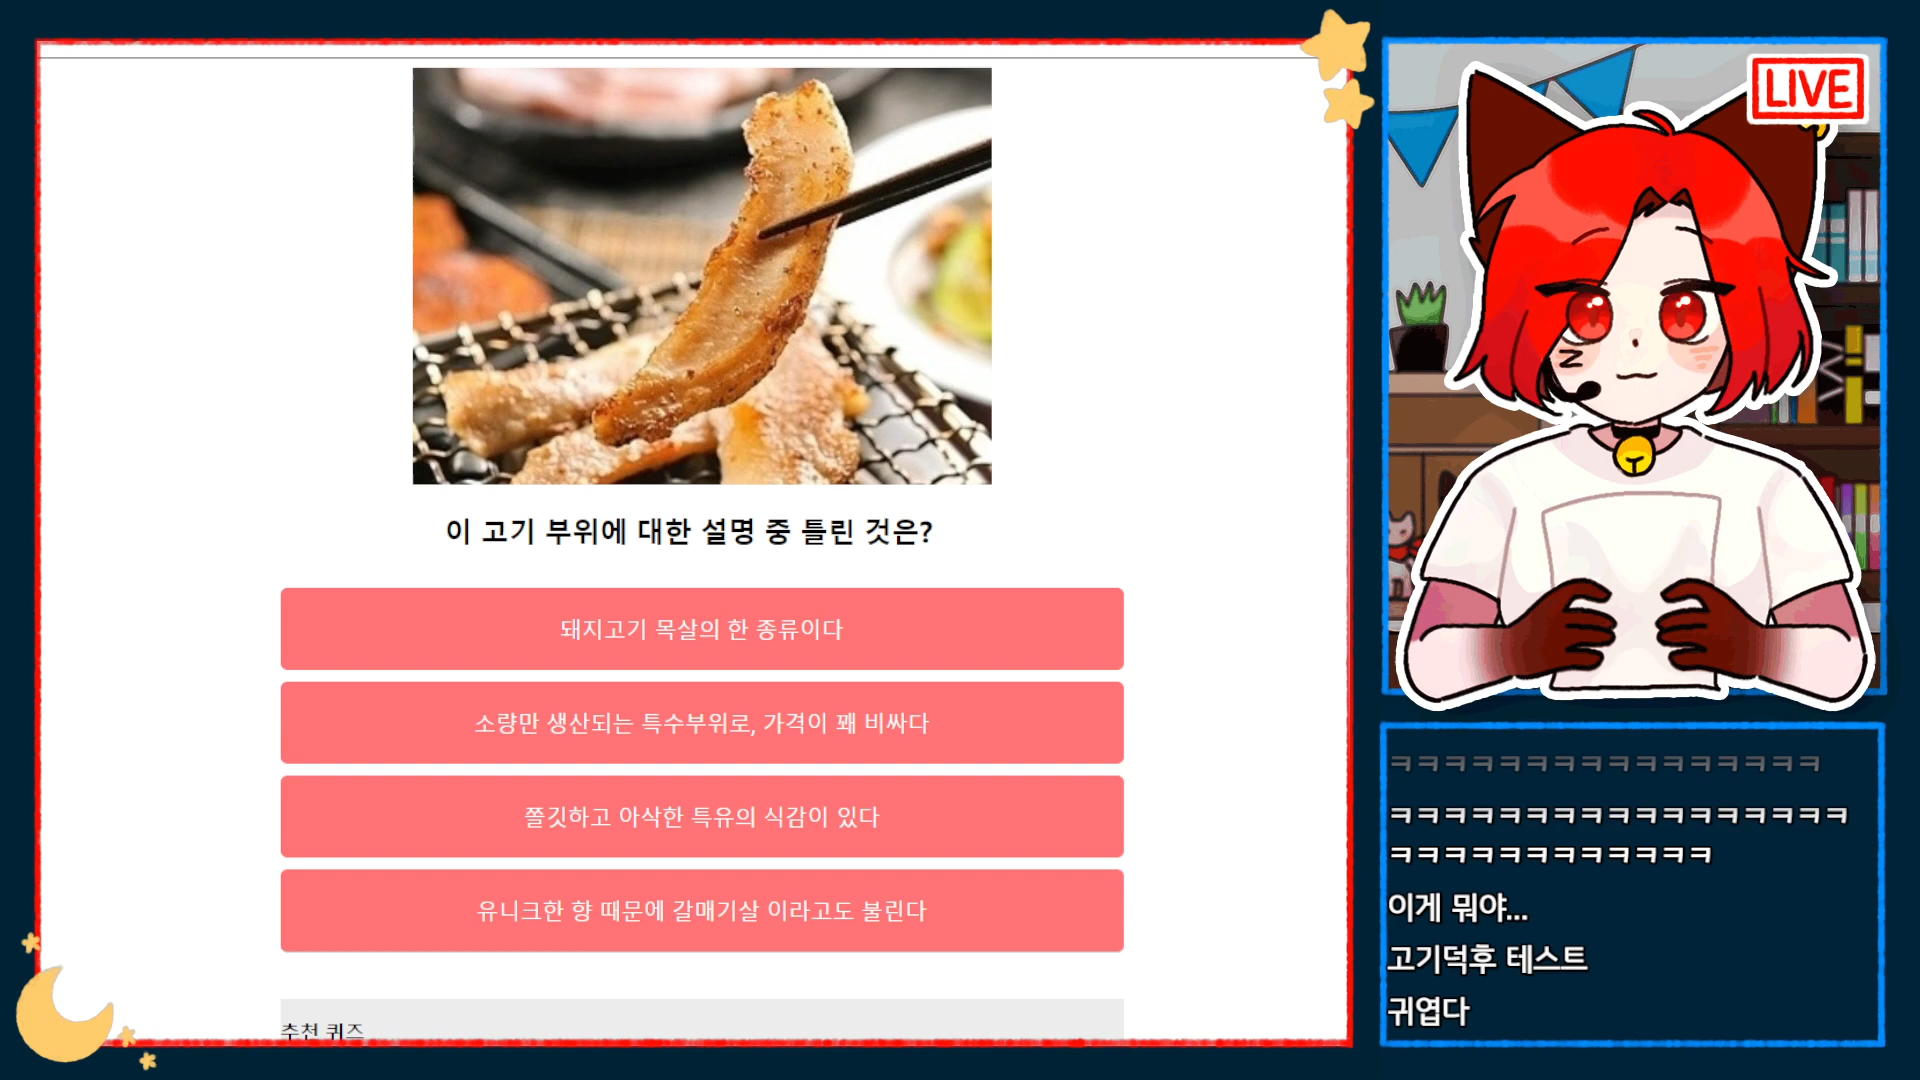 이 고기 부위에 대한 설명 중 틀린 것은?
돼지고기 목살의 한 종류이다
소량만 생산되는 특수부위로, 가격이 꽤 비싸다
쫄깃하고 아삭한 특유의 식감이 있다
유니크한 향 때문에 갈매기살 이라고도 불린다
추천 퀴즈
LIVE
ㅋㅋㅋㅋㅋㅋㅋㅋㅋㅋㅋㅋㅋㅋㅋㅋ
ㅋㅋㅋㅋㅋㅋㅋㅋㅋㅋㅋㅋㅋㅋㅋㅋㅋ
ㅋㅋㅋㅋㅋㅋㅋㅋㅋㅋㅋㅋ
이게 뭐야...
고기덕후 테스트
귀엽다